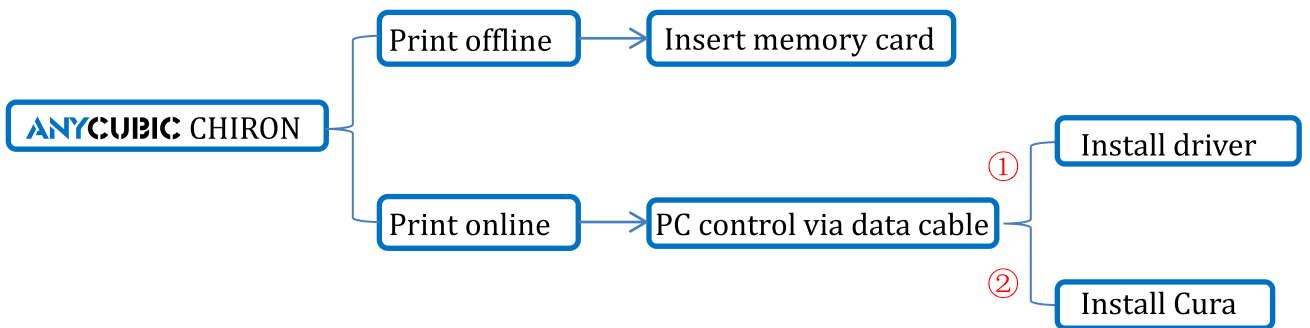 Print offline
Insert memory card
ANYCUBIC CHIRON
Install driver
①
Print online
PC control via data cable
②
Install Cura